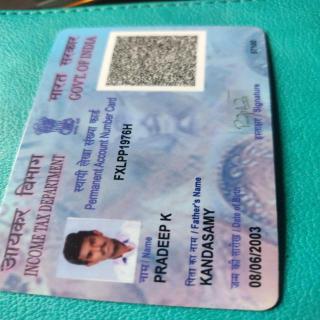 आयकर विभाग
INCOME TAX DEPARTMENT
भारत सरकार
GOVT. OF INDIA
स्थायी लेखा संख्या कार्ड
Permanent Account Number Card
FXLPP1976H
नाम / Name
PRADEEP K
पिता का नाम / Father's Name
KANDASAMY
जन्म की तारीख / Date of Birth
08/06/2003
हस्ताक्षर / Signature